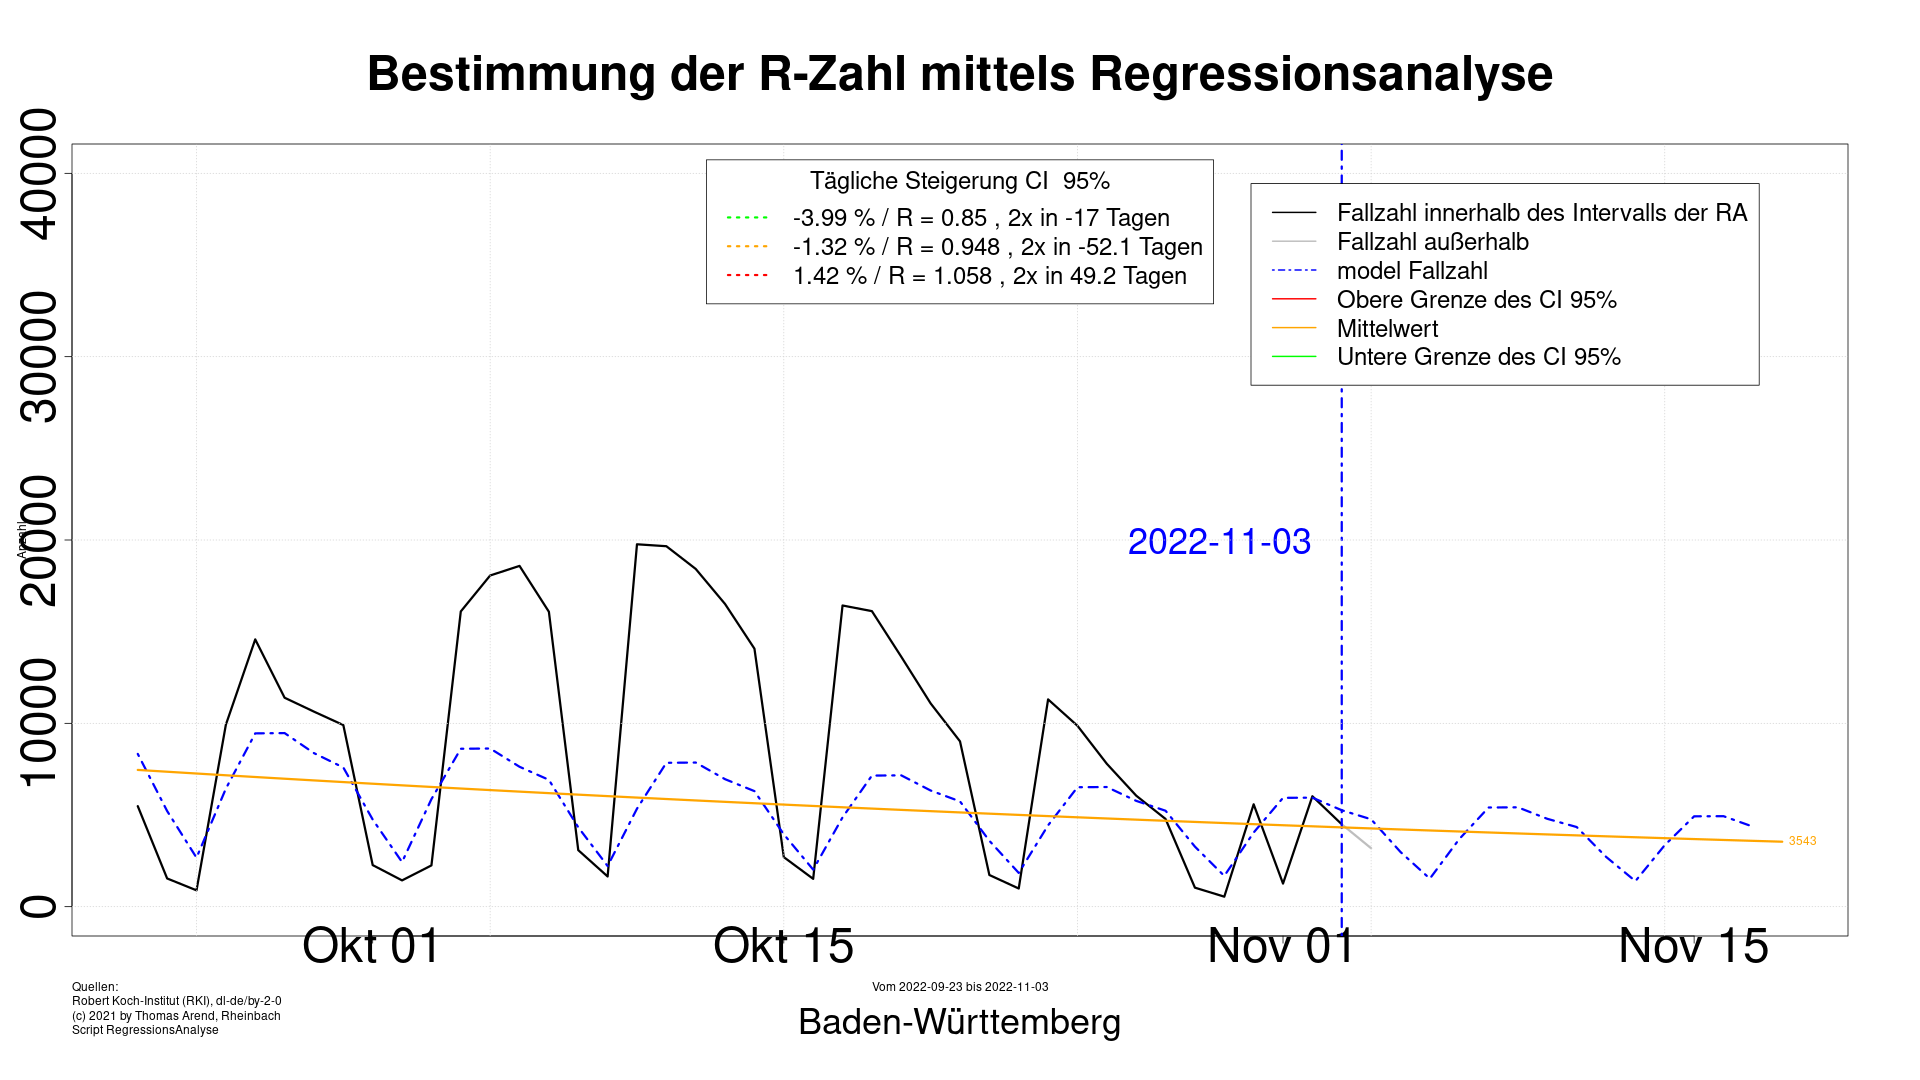 Bestimmung der R-Zahl mittels Regressionsanalyse
40000
30000
20000
10000
0
Anzahl
Tägliche Steigerung CI  95%
-3.99 % / R = 0.85 , 2x in -17 Tagen
-1.32 % / R = 0.948 , 2x in -52.1 Tagen
1.42 % / R = 1.058 , 2x in 49.2 Tagen
Fallzahl innerhalb des Intervalls der RA
Fallzahl außerhalb
model Fallzahl
Obere Grenze des CI 95%
Mittelwert
Untere Grenze des CI 95%
2022-11-03
3543
Okt 01
Okt 15
Nov 01
Nov 15
Quellen:
Robert Koch-Institut (RKI), dl-de/by-2-0
(c) 2021 by Thomas Arend, Rheinbach
Script RegressionsAnalyse
Vom 2022-09-23 bis 2022-11-03
Baden-Württemberg